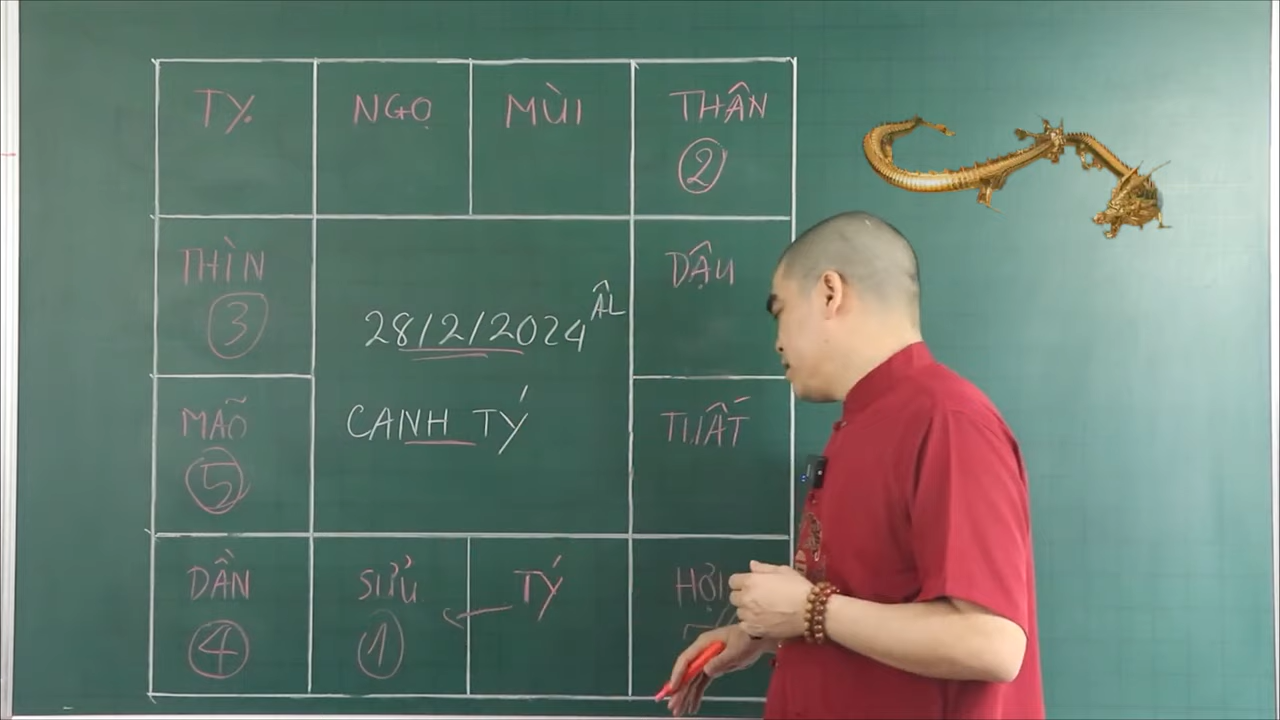 TỴ
NGỌ
MÙI
THÂN
2
THÌN
3
DẬU
28/2/2024 ÂL
MÃO
5
CANH TÝ
TUẤT
DẦN
4
SỬU
1
TÝ
HỢI